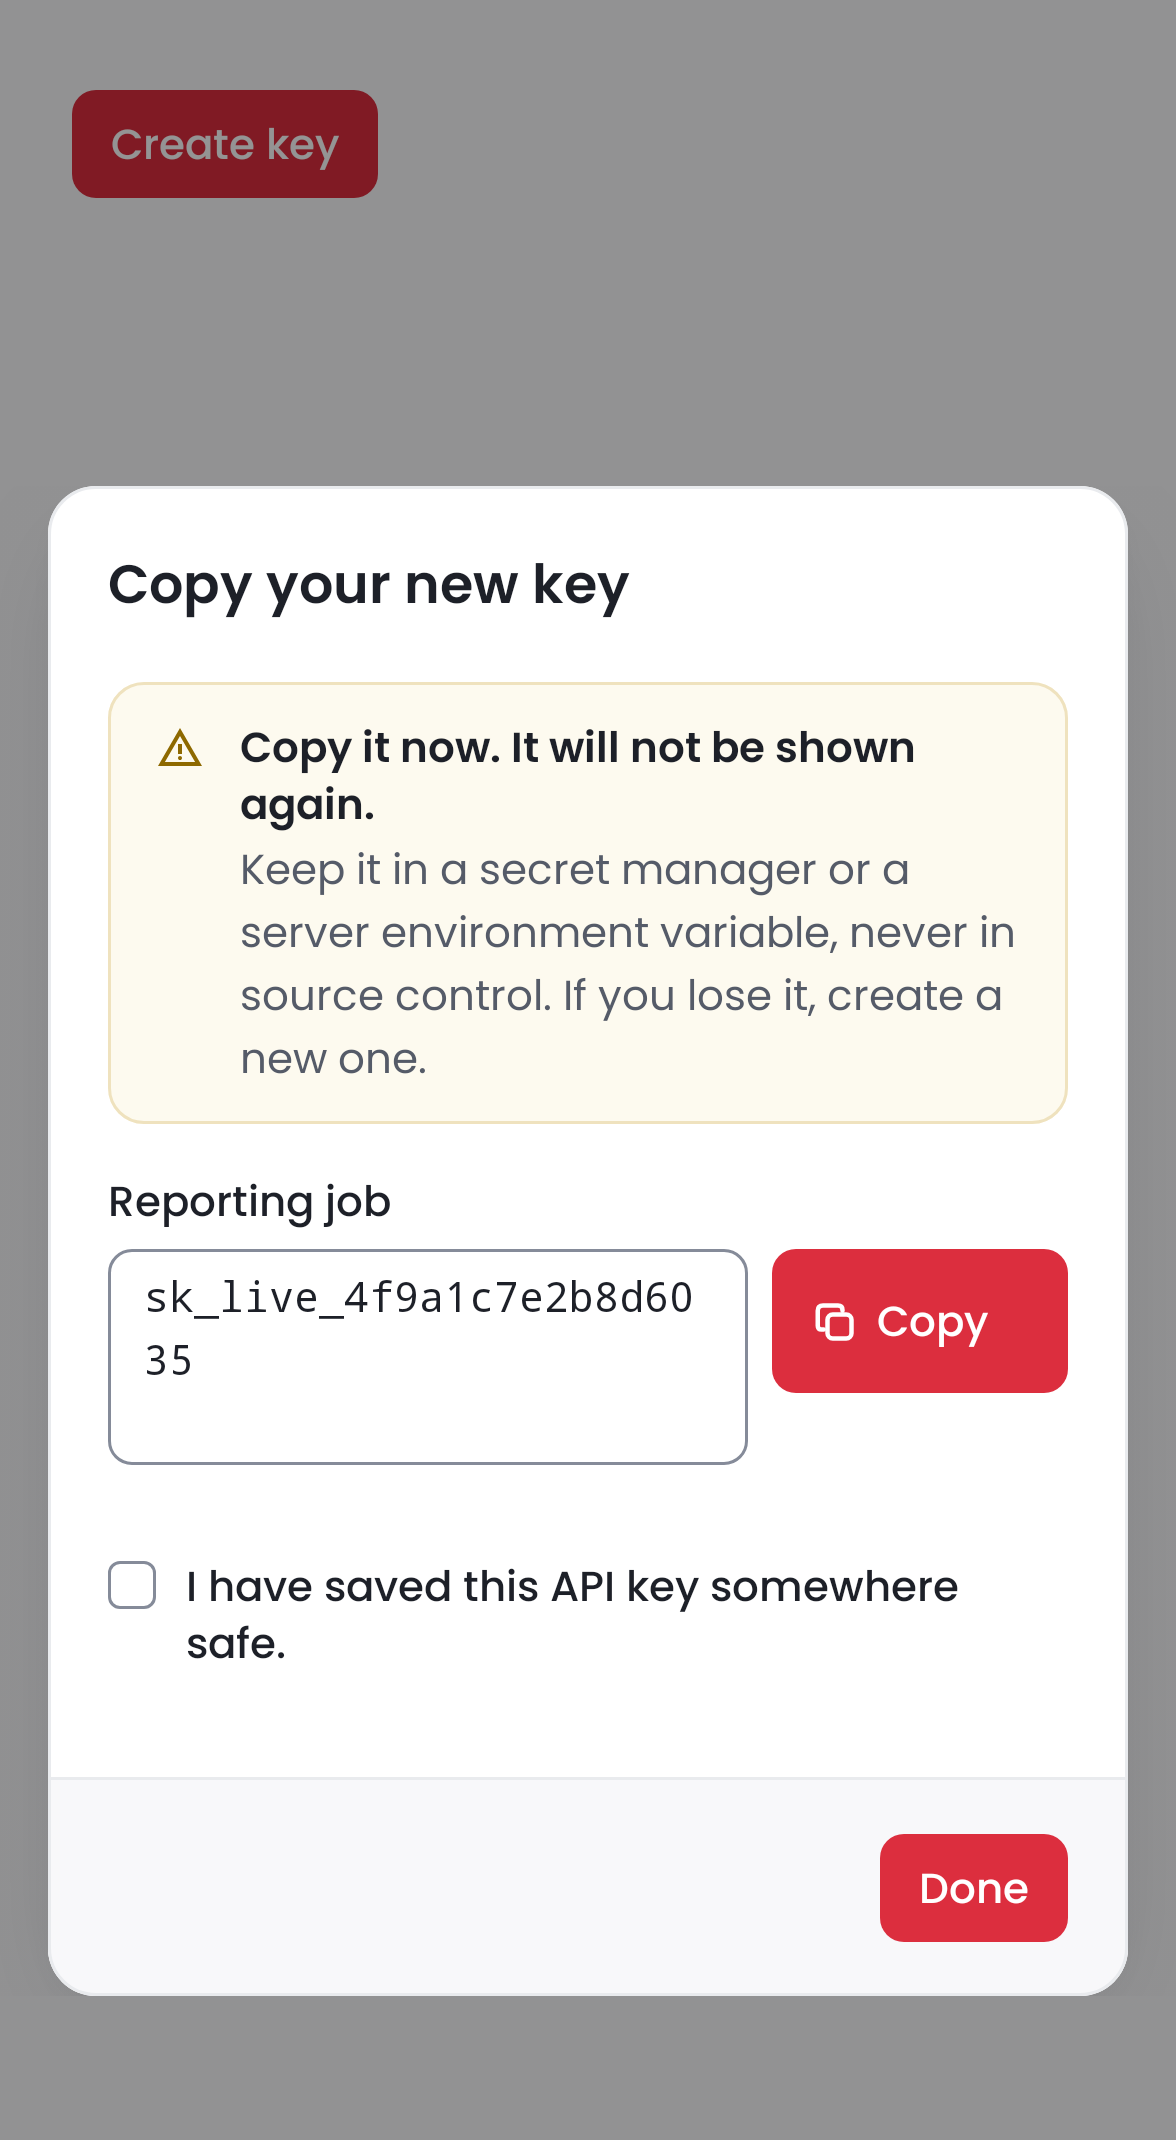 Create key
Copy your new key
Copy it now. It will not be shown
again.
Keep it in a secret manager or a
server environment variable, never in
source control. If you lose it, create a
new one.
Reporting job
sk_live_4f9a1c7e2b8d60
35
Copy
I have saved this API key somewhere
safe.
Done